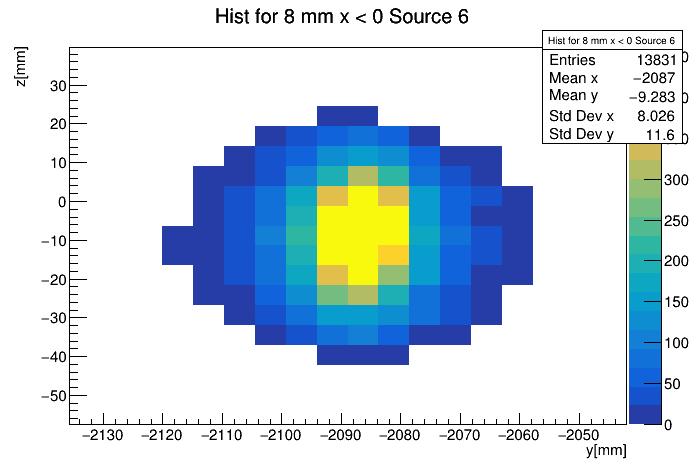 Hist for 8 mm x < 0 Source 6
z[mm]
Hist for 8 mm x < 0 Source 6
Entries 13831
Mean x −2087
Mean y −9.283
Std Dev x 8.026
Std Dev y 11.6
30
20
10
0
−10
−20
−30
−40
−50
300
250
200
150
100
50
0
−2130 −2120 −2110 −2100 −2090 −2080 −2070 −2060 −2050
y[mm]